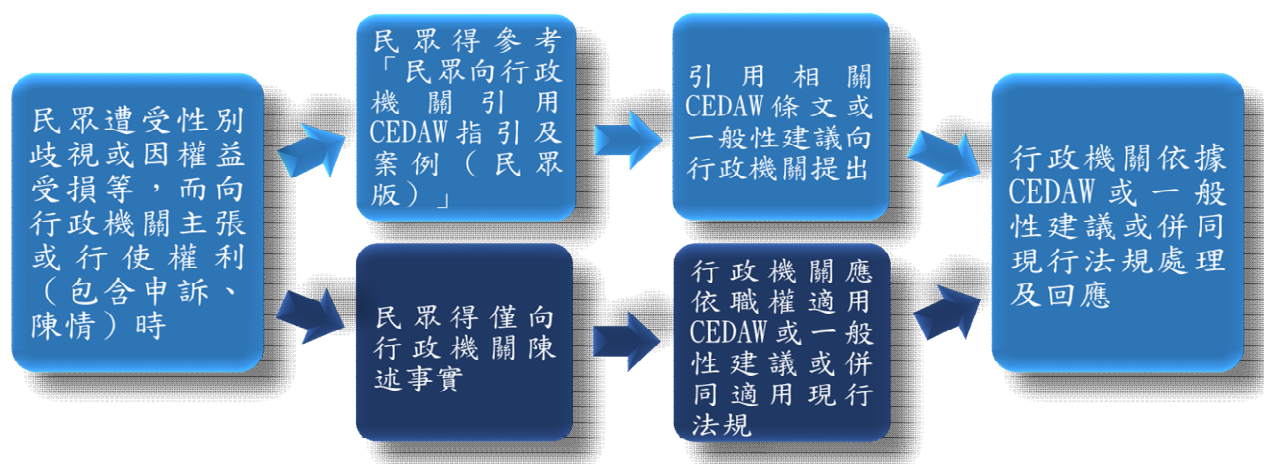 民眾遭受性別
歧視或因權益
受損等，而向
行政機關主張
或行使權利
（包含申訴、
陳情）時
民眾得參考
「民眾向行政
機關引用
CEDAW指引及
案例（民眾
版）」
引用相關
CEDAW條文或
一般性建議向
行政機關提出
民眾得僅向
行政機關陳
述事實
行政機關應
依職權適用
CEDAW或一般
性建議或併
同適用現行
法規
行政機關依據
CEDAW或一般
性建議或併同
現行法規處理
及回應